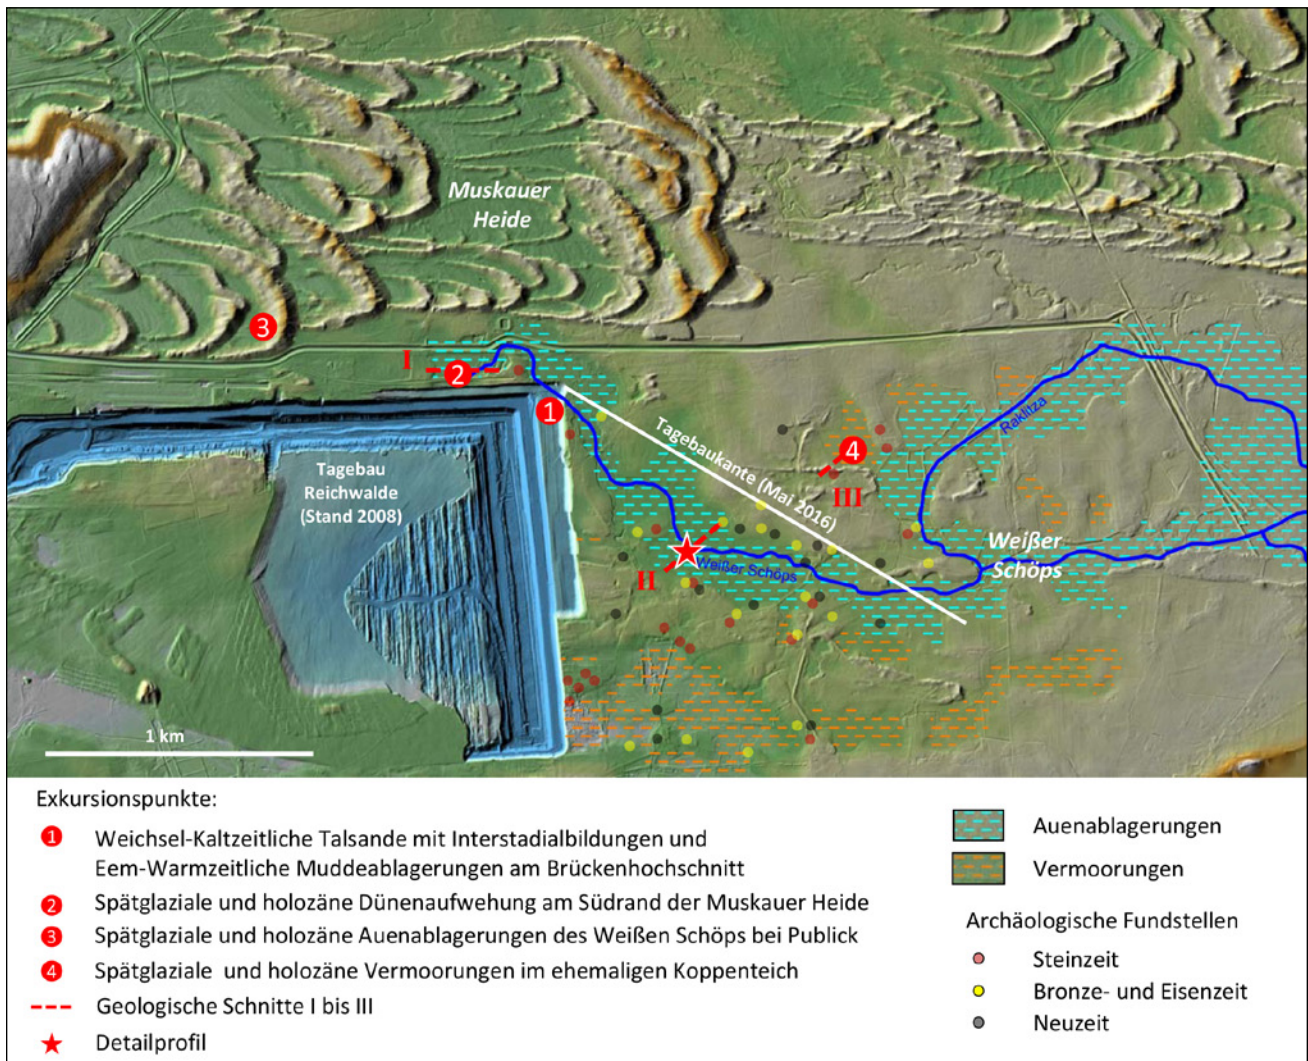 Muskauer
Heide
3
I
2
1
Tagebaukante (Mai 2016)
4
III
Raklitza
Tagebau
Reichwalde
(Stand 2008)
Weißer
Schöps
II
Weißer Schöps
1 km
Exkursionspunkte:
1 Weichsel-Kaltzeitliche Talsande mit Interstadialbildungen und
Eem-Warmzeitliche Muddeablagerungen am Brückenhochschnitt
2 Spätglaziale und holozäne Dünenaufwehung am Südrand der Muskauer Heide
3 Spätglaziale und holozäne Auenablagerungen des Weißen Schöps bei Publick
4 Spätglaziale und holozäne Vermoorungen im ehemaligen Koppenteich
Geologische Schnitte I bis III
Detailprofil
Auenablagerungen
Vermoorungen
Archäologische Fundstellen
Steinzeit
Bronze- und Eisenzeit
Neuzeit